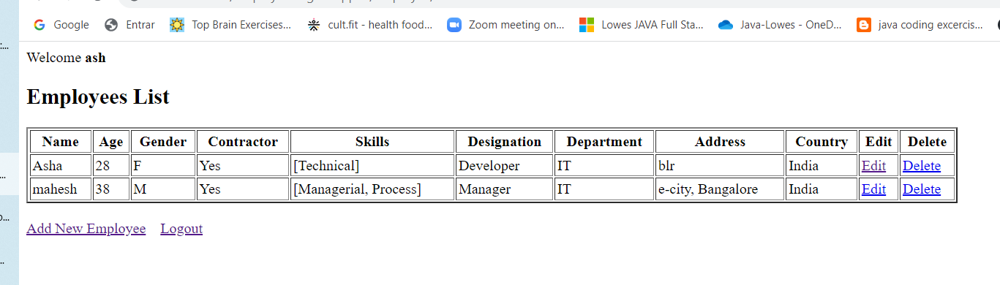 Google Entrar Top Brain Exercises... cult.fit - health food... Zoom meeting on... Lowes JAVA Full Sta... Java-Lowes - OneD... java coding excercis...
Welcome ash
Employees List
Name Age Gender Contractor Skills Designation Department Address Country Edit Delete
Asha 28 F Yes [Technical] Developer IT blr India Edit Delete
mahesh 38 M Yes [Managerial, Process] Manager IT e-city, Bangalore India Edit Delete
Add New Employee Logout